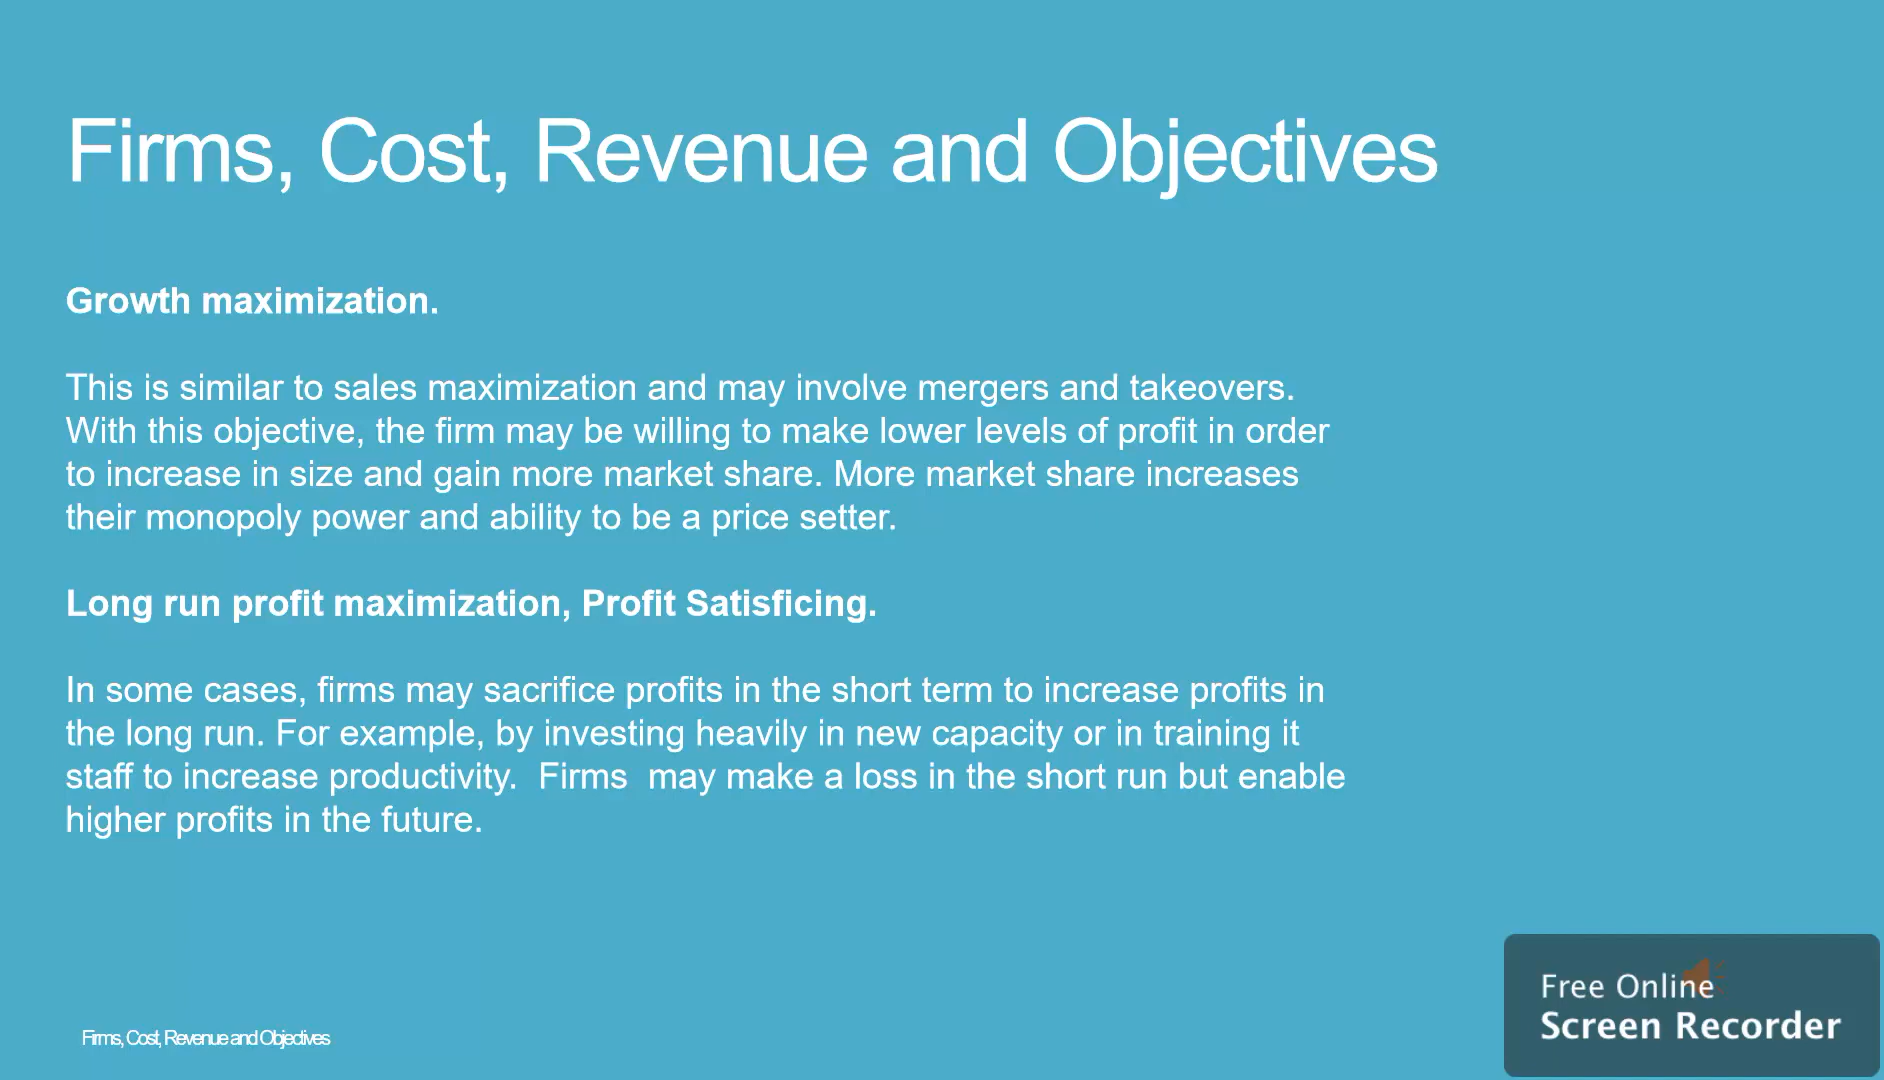 Firms, Cost, Revenue and Objectives
Growth maximization.
This is similar to sales maximization and may involve mergers and takeovers.
With this objective, the firm may be willing to make lower levels of profit in order
to increase in size and gain more market share. More market share increases
their monopoly power and ability to be a price setter.
Long run profit maximization, Profit Satisficing.
In some cases, firms may sacrifice profits in the short term to increase profits in
the long run. For example, by investing heavily in new capacity or in training it
staff to increase productivity.  Firms  may make a loss in the short run but enable
higher profits in the future.
Firms, Cost, Revenue and Objectives
Free Online
Screen Recorder